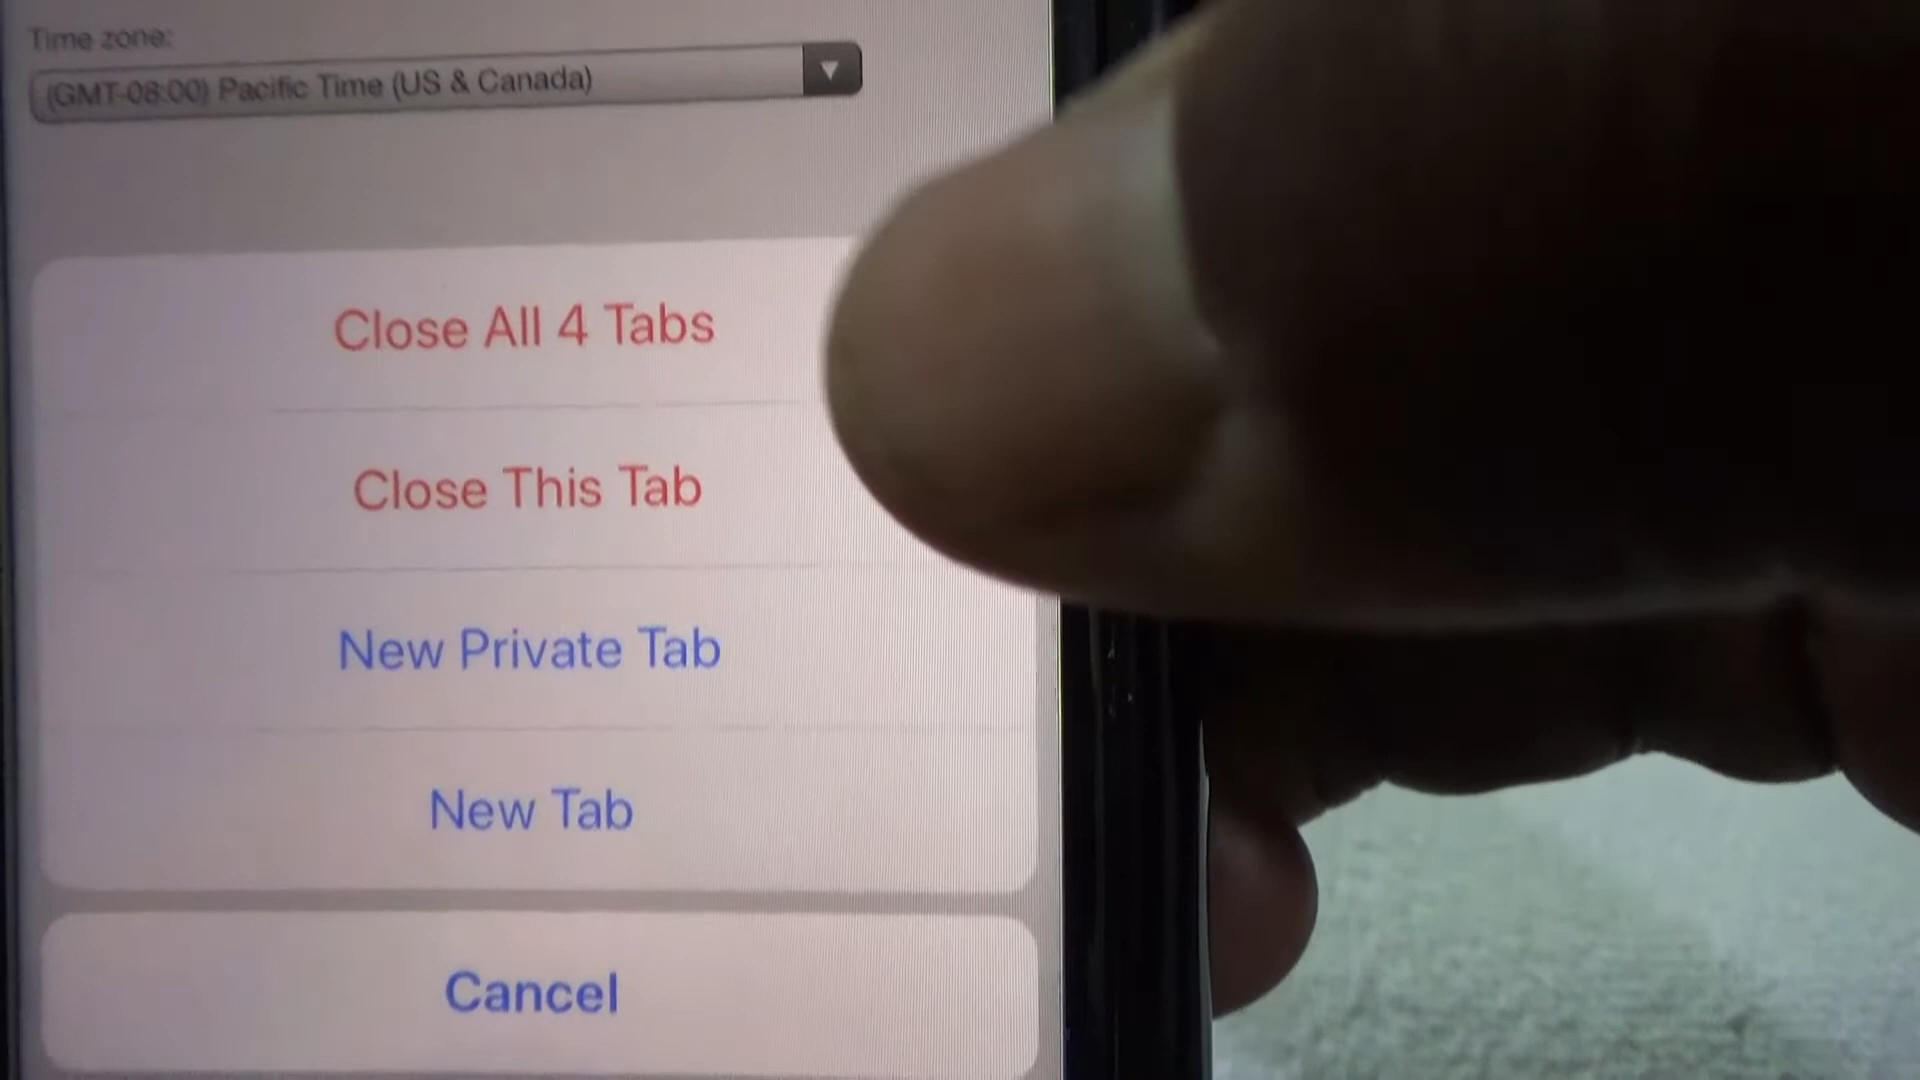 Time zone:
(GMT-08:00) Pacific Time (US & Canada)
Close All 4 Tabs
Close This Tab
New Private Tab
New Tab
Cancel